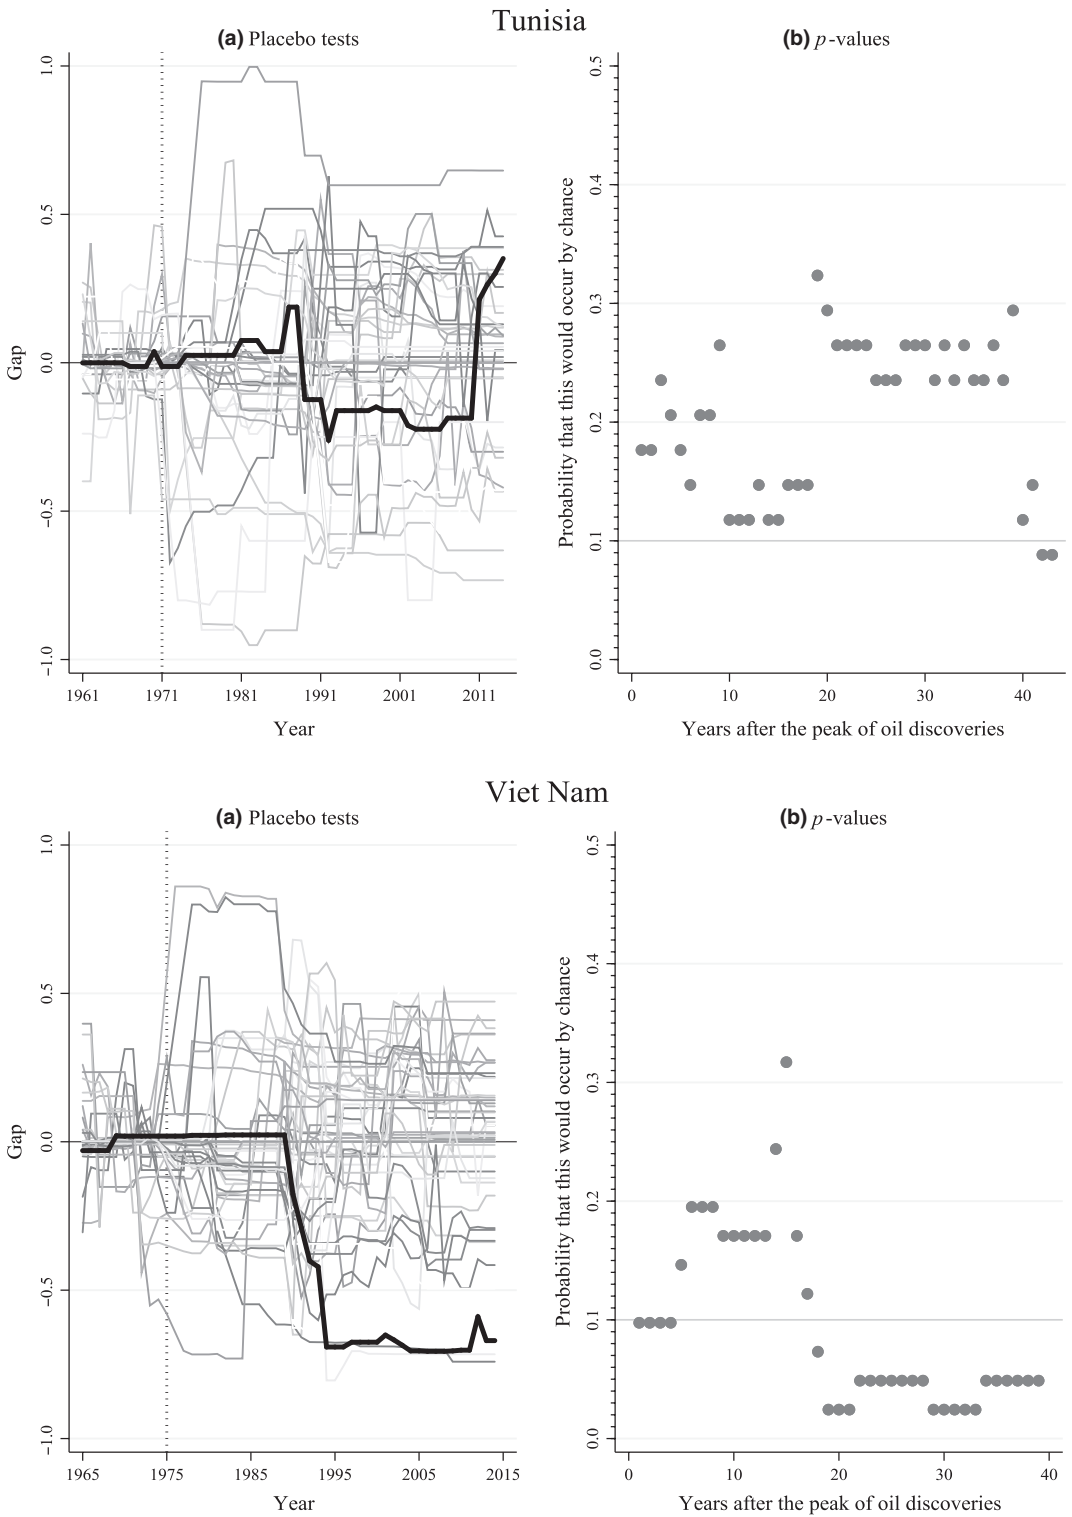 Tunisia
(a) Placebo tests
(b) p-values
Gap
1.0
0.5
0.0
−0.5
−1.0
1961 1971 1981 1991 2001 2011
Year
Probability that this would occur by chance
0.5
0.4
0.3
0.2
0.1
0.0
0 10 20 30 40
Years after the peak of oil discoveries
Viet Nam
(a) Placebo tests
(b) p-values
Gap
1.0
0.5
0.0
−0.5
−1.0
1965 1975 1985 1995 2005 2015
Year
Probability that this would occur by chance
0.5
0.4
0.3
0.2
0.1
0.0
0 10 20 30 40
Years after the peak of oil discoveries